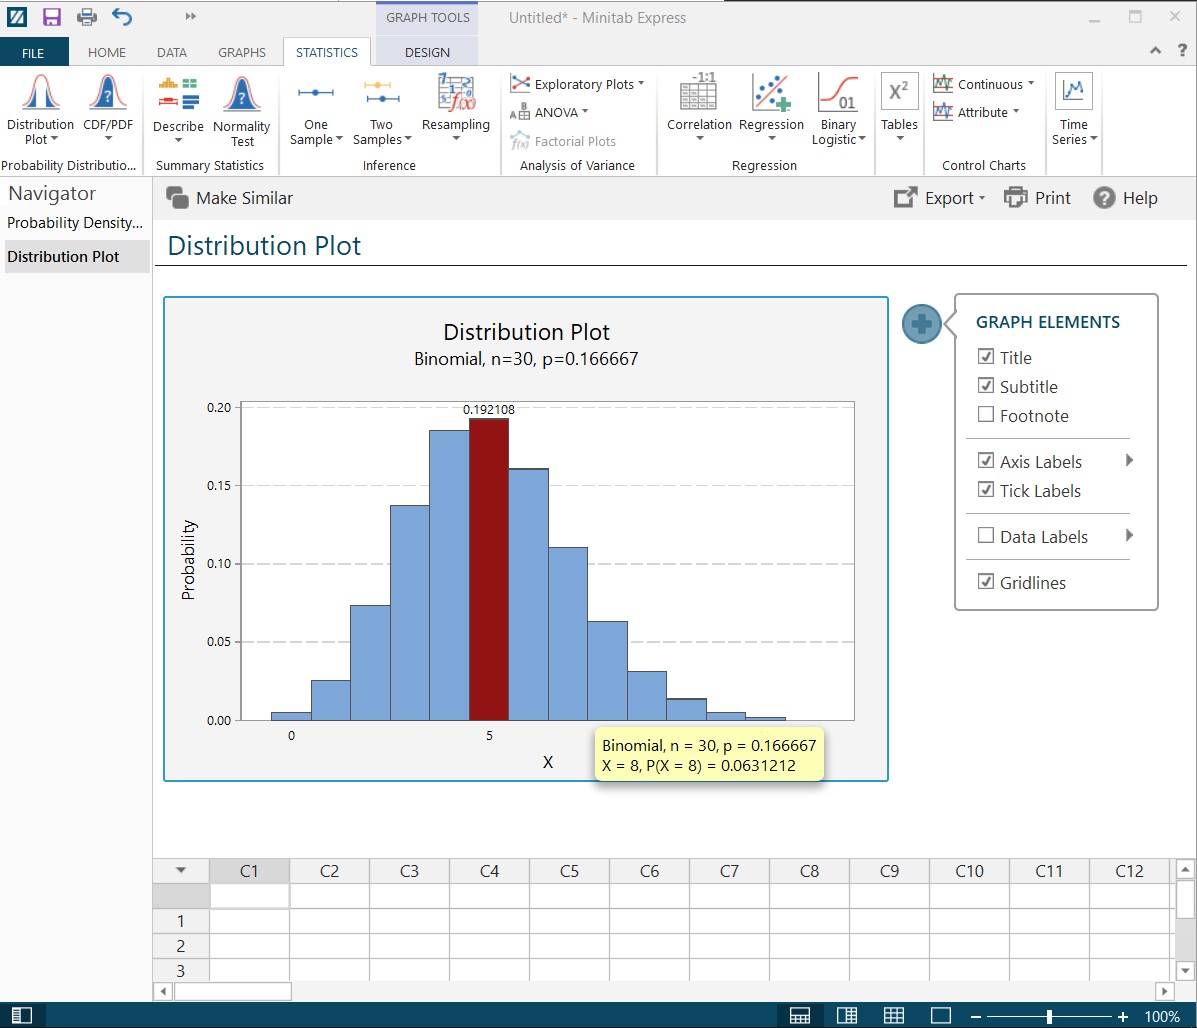 GRAPH TOOLS
Untitled* - Minitab Express
FILE
HOME
DATA
GRAPHS
STATISTICS
DESIGN
?
Distribution
Plot
CDF/PDF
Probability Distributio...
Describe
Normality
Test
Summary Statistics
One
Sample
Two
Samples
Resampling
Inference
Exploratory Plots
ANOVA
Factorial Plots
Analysis of Variance
-1:1
Correlation
Regression
01
Binary
Logistic
Regression
X²
Tables
Continuous
Attribute
Control Charts
Time
Series
Navigator
Probability Density...
Distribution Plot
Make Similar
Export
Print
Help
Distribution Plot
Distribution Plot
Binomial, n=30, p=0.166667
0.192108
0.20
0.15
0.10
0.05
0.00
Probability
0
5
X
Binomial, n = 30, p = 0.166667
X = 8, P(X = 8) = 0.0631212
GRAPH ELEMENTS
Title
Subtitle
Footnote
Axis Labels
Tick Labels
Data Labels
Gridlines
C1 C2 C3 C4 C5 C6 C7 C8 C9 C10 C11 C12
1
2
3
100%